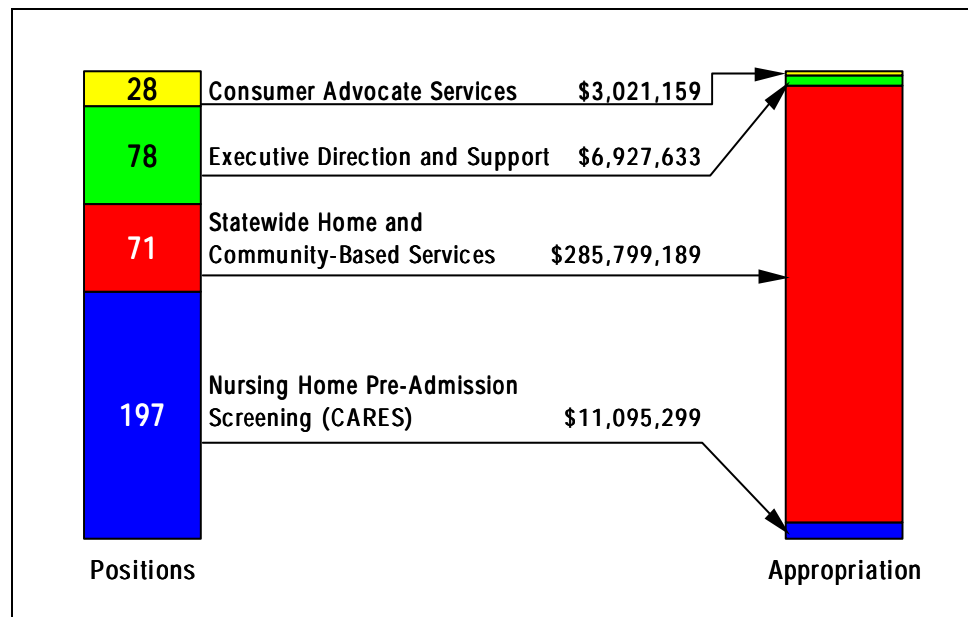 28 Consumer Advocate Services $3,021,159
78 Executive Direction and Support $6,927,633
Statewide Home and
71 Community-Based Services $285,799,189
Nursing Home Pre-Admission
197 Screening (CARES) $11,095,299
Positions Appropriation